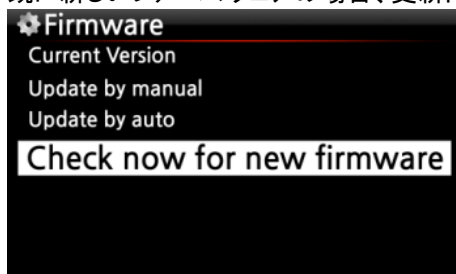 Firmware
Current Version
Update by manual
Update by auto
Check now for new firmware